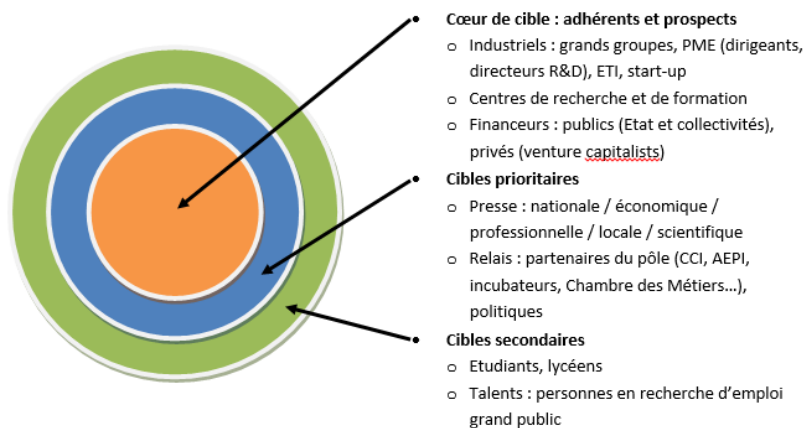 Cœur de cible : adhérents et prospects
o Industriels : grands groupes, PME (dirigeants,
directeurs R&D), ETI, start-up
o Centres de recherche et de formation
o Financeurs : publics (Etat et collectivités),
privés (venture capitalists)
Cibles prioritaires
o Presse : nationale / économique /
professionnelle / locale / scientifique
o Relais : partenaires du pôle (CCI, AEPI,
incubateurs, Chambre des Métiers…),
politiques
Cibles secondaires
o Etudiants, lycéens
o Talents : personnes en recherche d’emploi
grand public